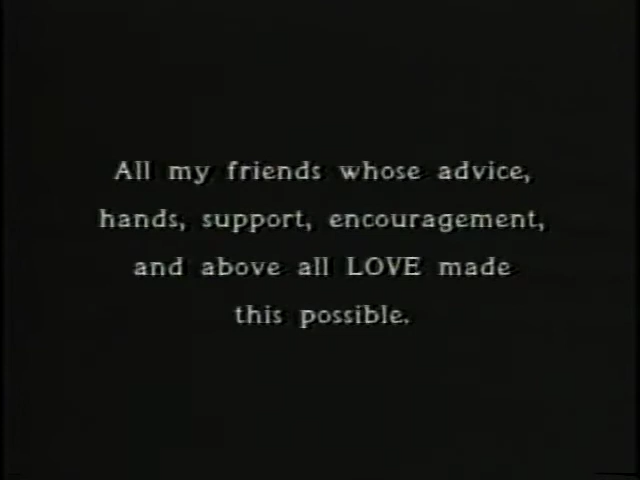 All my friends whose advice,
hands, support, encouragement,
and above all LOVE made
this possible.